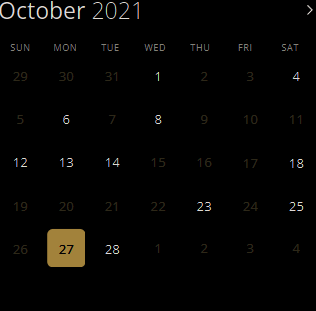 October 2021
SUN MON TUE WED THU FRI SAT
29 30 31 1 2 3 4
5 6 7 8 9 10 11
12 13 14 15 16 17 18
19 20 21 22 23 24 25
26 27 28 1 2 3 4